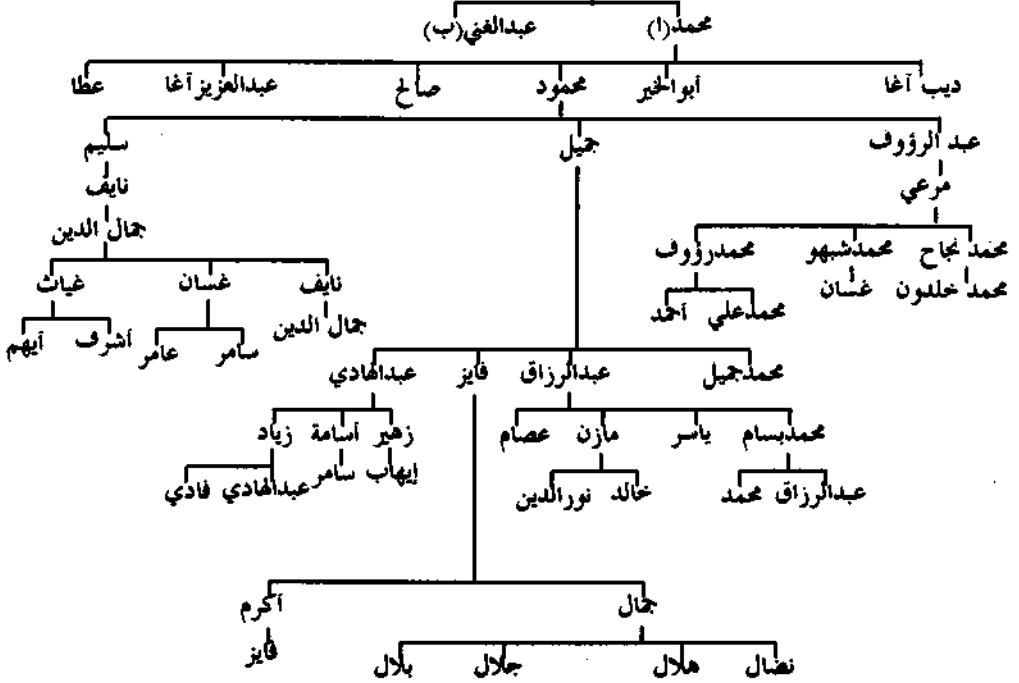 محمد(ا) عبدالغني(ب)
ديب آغا أبوالخير محمود صالح عبدالعزيز آغا عطا
عبد الرؤوف جميل سليم
مرعي نايف
جمال الدين
محمد نجاح محمدشبهو محمدرؤوف نايف غسان غياث
محمد خلدون غسان محمدعلي أحمد جمال الدين سامر عامر أشرف أيهم
محمدجميل عبدالرزاق فايز عبدالهادي
محمدبسام ياسر مازن عصام زهير أسامة زياد
عبدالرزاق محمد خالد نورالدين إيهاب سامر عبدالهادي فادي
جمال أكرم
نضال هلال جلال بلال فايز